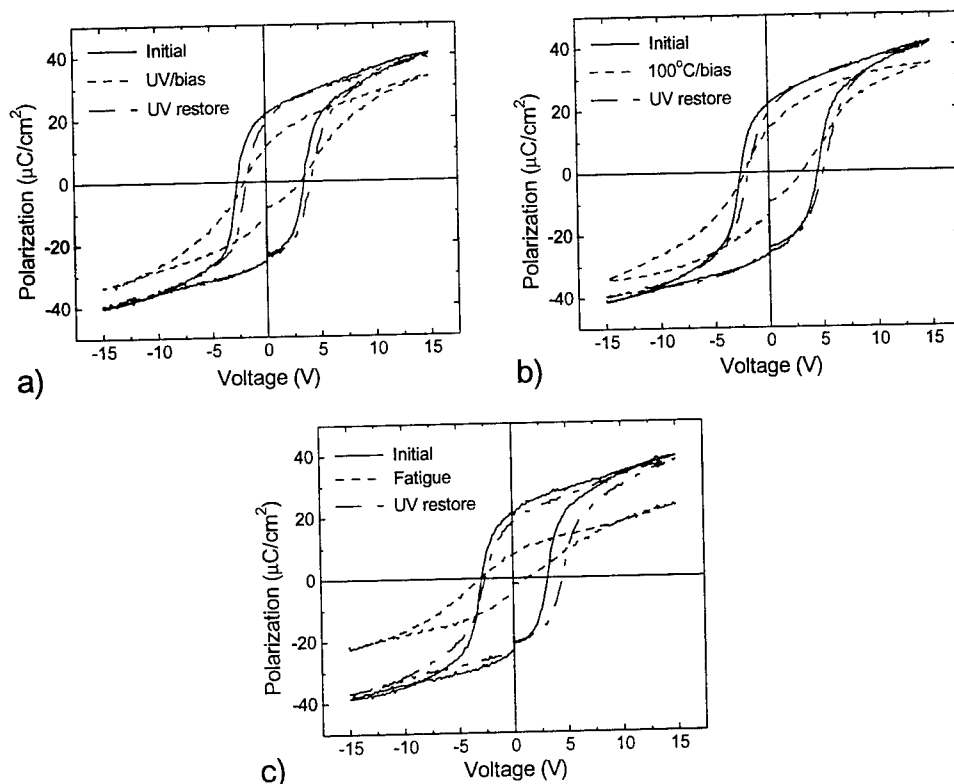 Initial
UV/bias
UV restore
40
20
0
-20
-40
Polarization (μC/cm²)
-15 -10 -5 0 5 10 15
Voltage (V)
a)
Initial
100°C/bias
UV restore
40
20
0
-20
-40
Polarization (μC/cm²)
-15 -10 -5 0 5 10 15
Voltage (V)
b)
Initial
Fatigue
UV restore
40
20
0
-20
-40
Polarization (μC/cm²)
-15 -10 -5 0 5 10 15
Voltage (V)
c)